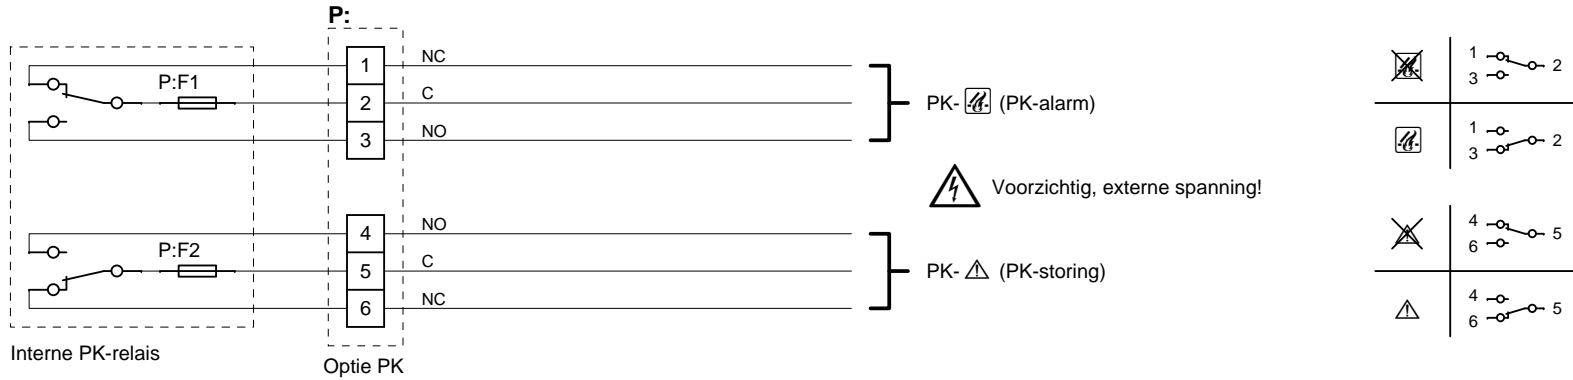 P:
P:F1
1 NC
2 C
3 NO
PK- (PK-alarm)
Voorzichtig, externe spanning!
P:F2
4 NO
5 C
6 NC
PK- (PK-storing)
Interne PK-relais
Optie PK
1 2
3
1 2
3
4 5
6
4 5
6